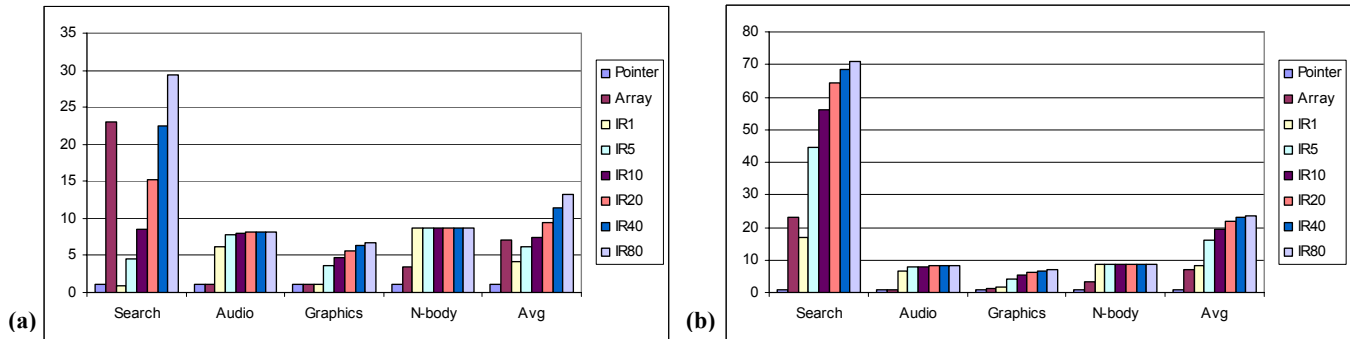 35
30
25
20
15
10
5
0
Search Audio Graphics N-body Avg
Pointer
Array
IR1
IR5
IR10
IR20
IR40
IR80
(a)
80
70
60
50
40
30
20
10
0
Search Audio Graphics N-body Avg
Pointer
Array
IR1
IR5
IR10
IR20
IR40
IR80
(b)